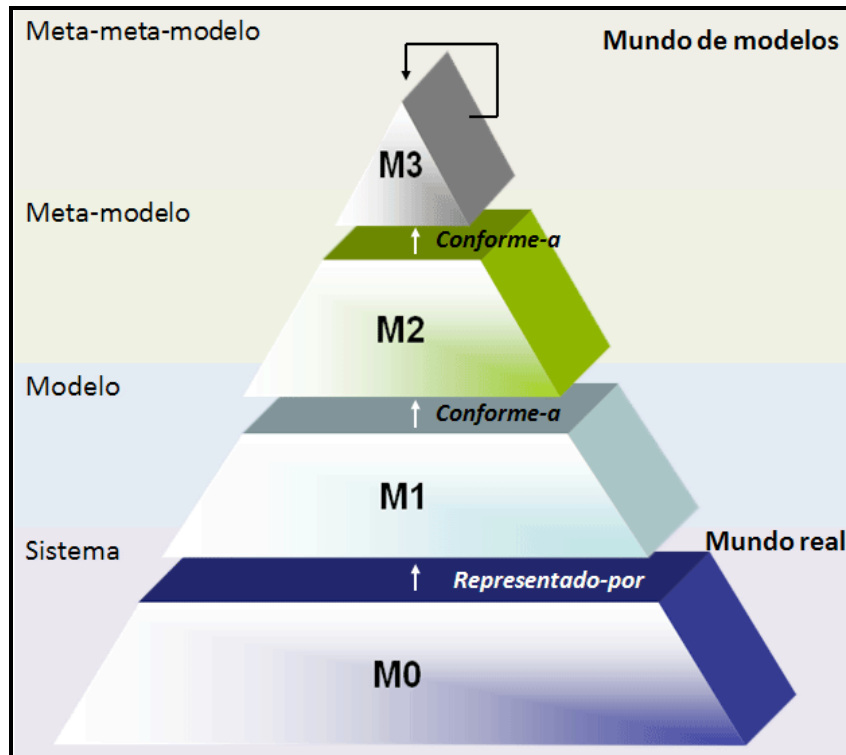 Meta-meta-modelo
Mundo de modelos
M3
Meta-modelo
Conforme-a
M2
Modelo
Conforme-a
M1
Sistema
Mundo real
Representado-por
M0